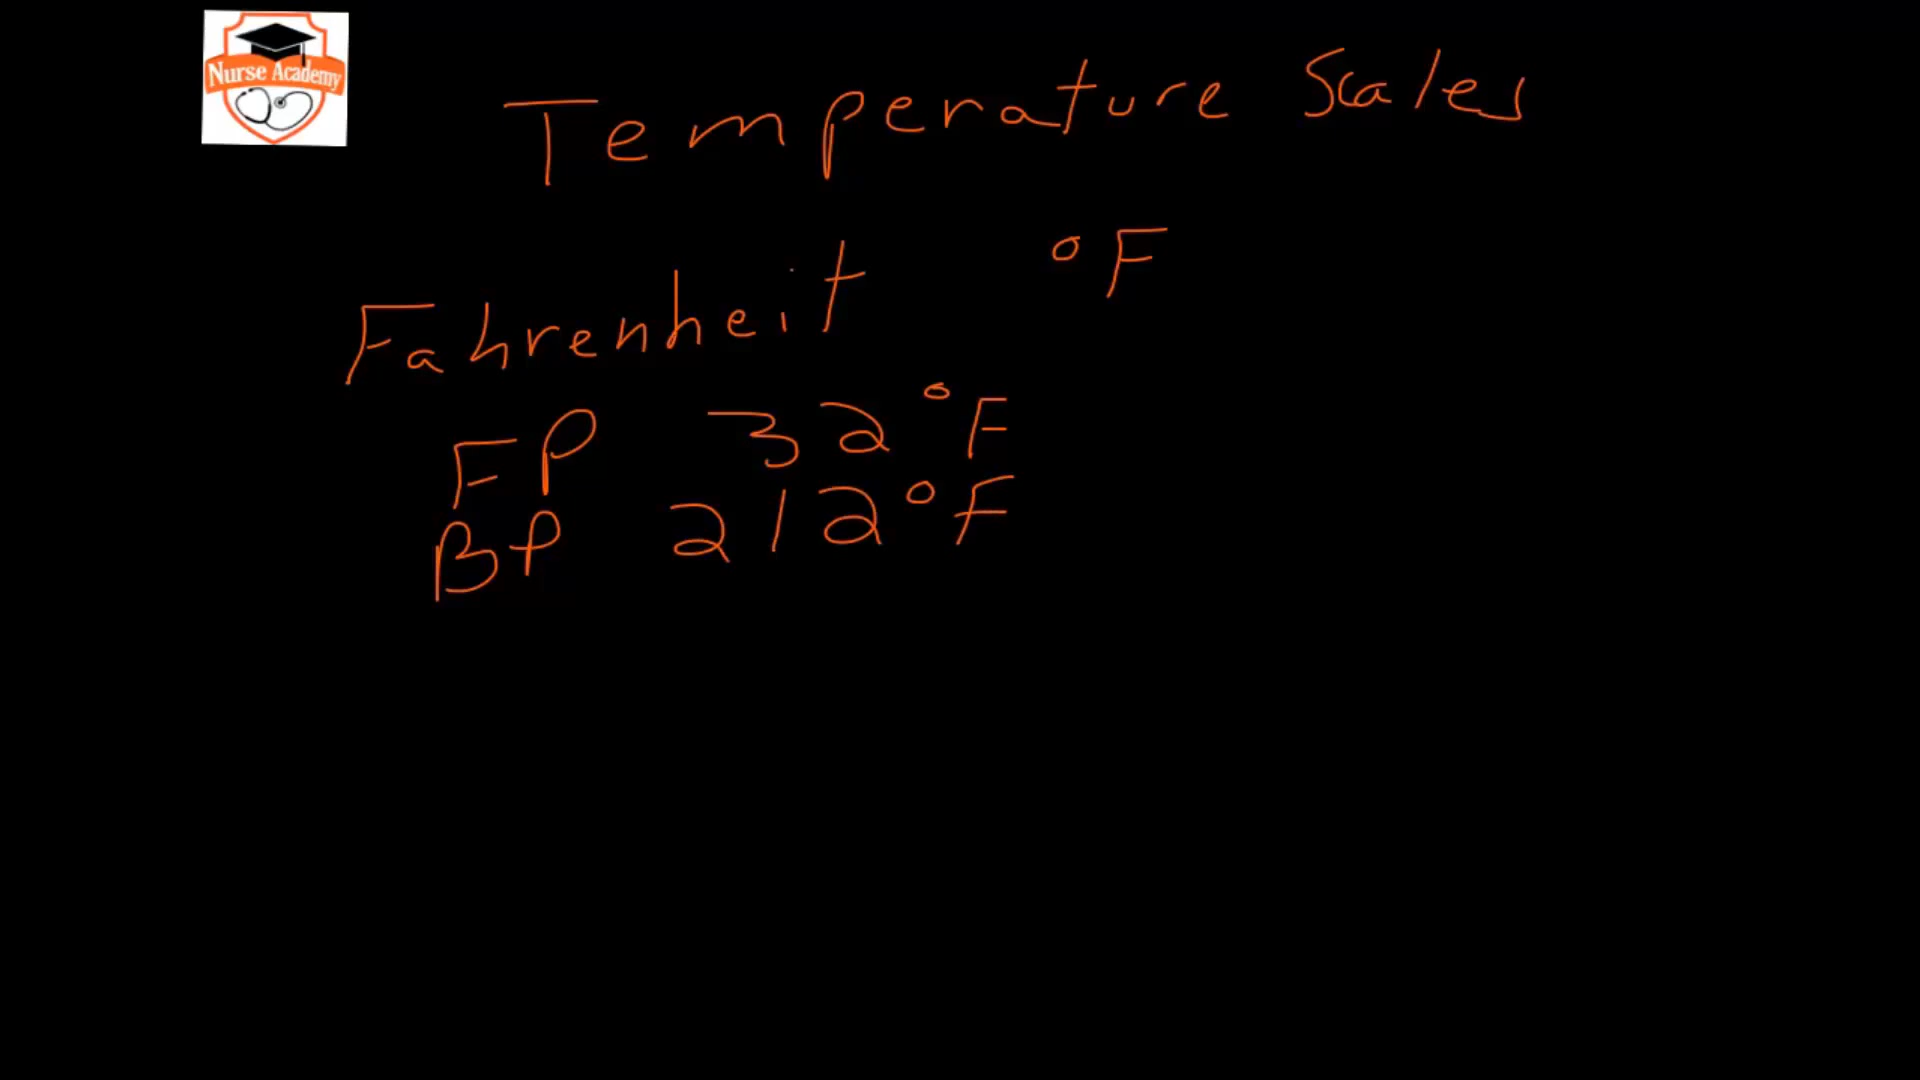 Nurse Academy
Temperature Scales
Fahrenheit °F
FP 32°F
BP 212°F